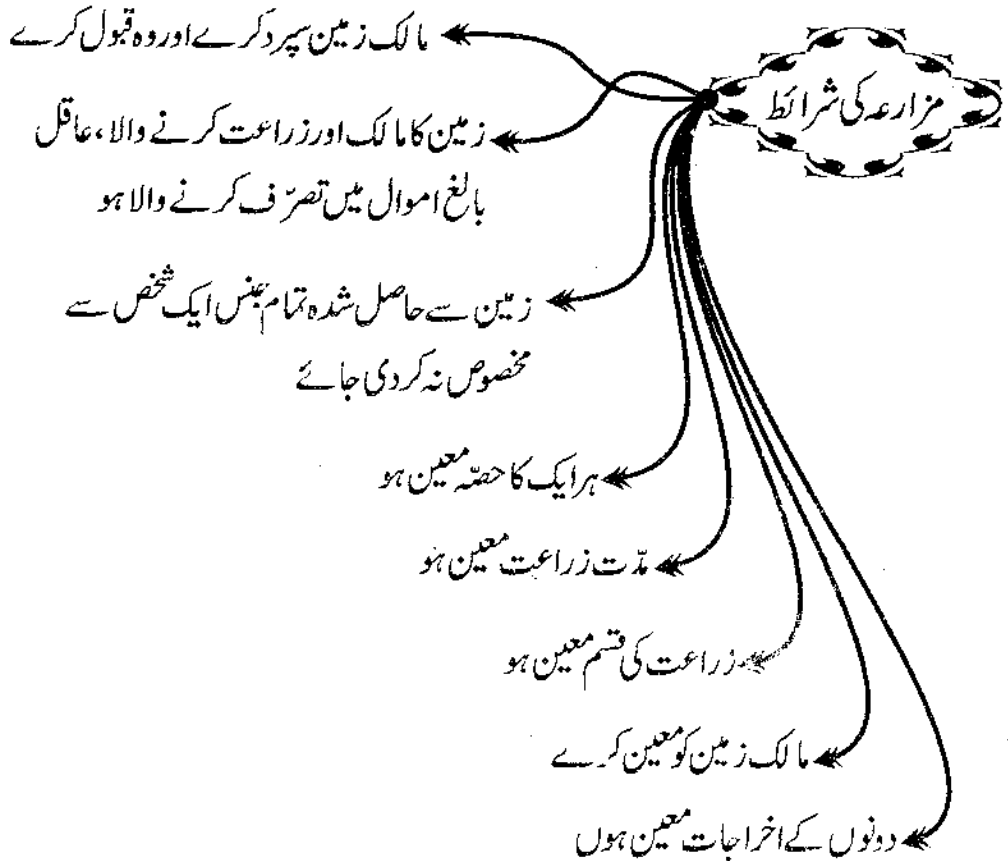 مزارعہ کی شرائط
مالک زمین سپرد کرے اور وہ قبول کرے
زمین کا مالک اور زراعت کرنے والا، عاقل
بالغ اموال میں تصرّف کرنے والا ہو
زمین سے حاصل شدہ تمام جنس ایک شخص سے
مخصوص نہ کر دی جائے
ہر ایک کا حصّہ معین ہو
مدّت زراعت معین ہو
زراعت کی قسم معین ہو
مالک زمین کو معین کرے
دونوں کے اخراجات معین ہوں